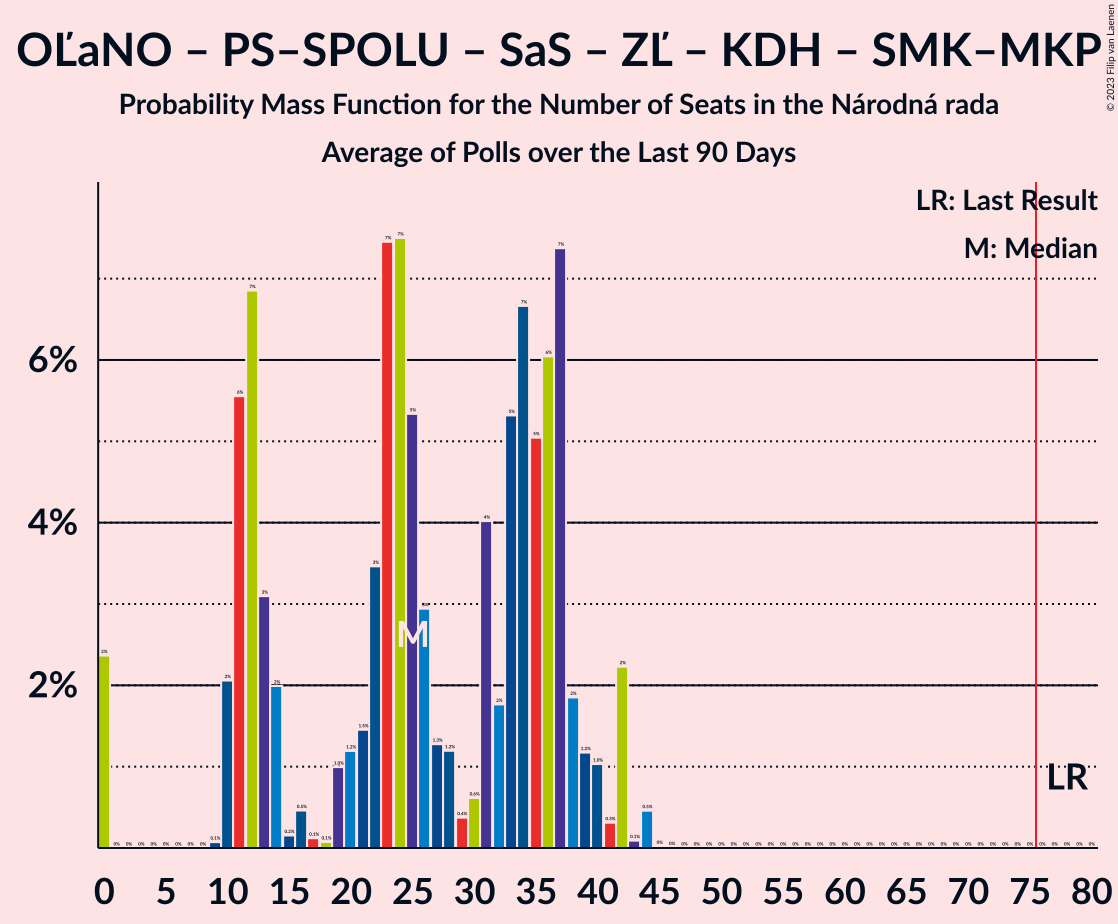 OĽaNO – PS–SPOLU – SaS – ZĽ – KDH – SMK–MKP
© 2023 Filip van Laenen
Probability Mass Function for the Number of Seats in the Národná rada
Average of Polls over the Last 90 Days
LR: Last Result
M: Median
6%
4%
2%
M
LR
0 5 10 15 20 25 30 35 40 45 50 55 60 65 70 75 80